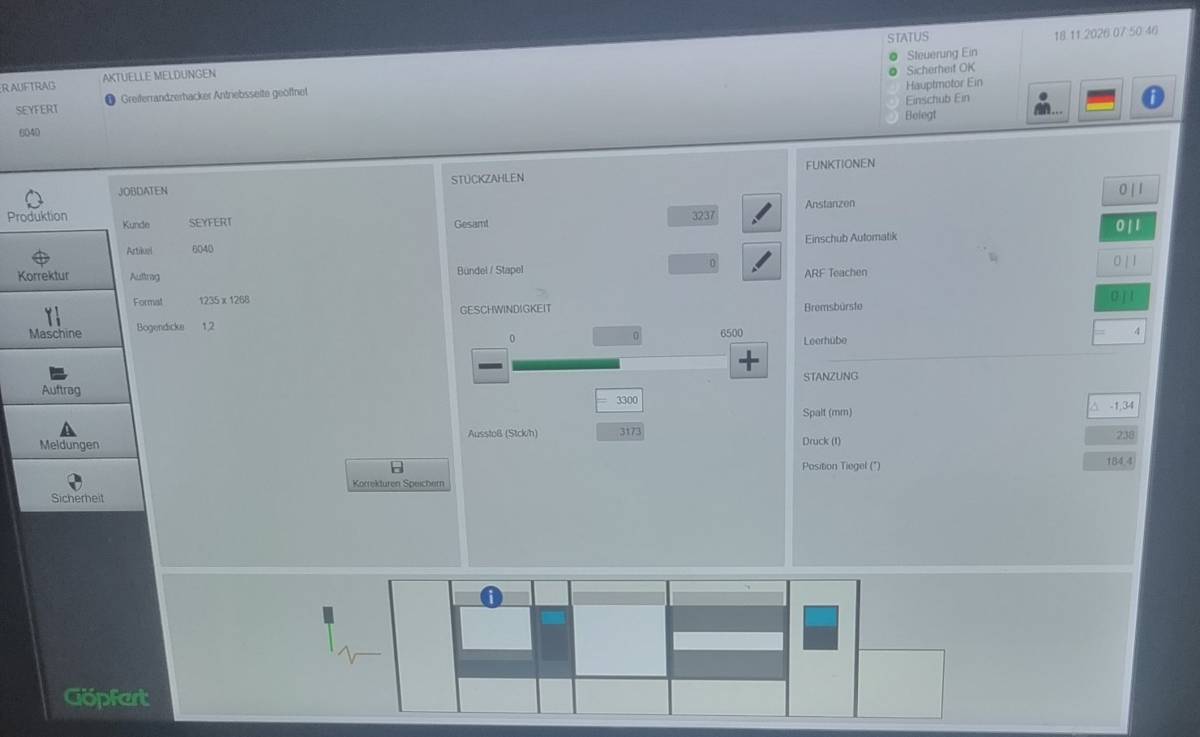 ER AUFTRAG
SEYFERT
6040
AKTUELLE MELDUNGEN
Greiferrandzerhacker Antriebsseite geöffnet
STATUS
Steuerung Ein
Sicherheit OK
Hauptmotor Ein
Einschub Ein
Belegt
18.11.2026 07:50:46
Produktion
Korrektur
Maschine
Auftrag
Meldungen
Sicherheit
JOBDATEN
Kunde SEYFERT
Artikel 6040
Auftrag
Format 1235 x 1268
Bogendicke 1,2
Korrekturen Speichern
STÜCKZAHLEN
Gesamt 3237
Bündel / Stapel 0
GESCHWINDIGKEIT
0 0 6500
3300
Ausstoß (Stck/h) 3173
FUNKTIONEN
Anstanzen 0 | I
Einschub Automatik 0 | I
ARF Teachen 0 | I
Bremsbürste 0 | I
Leerhübe = 4
STANZUNG
Spalt (mm) △ -1,34
Druck (t) 238
Position Tiegel (°) 184,4
Göpfert